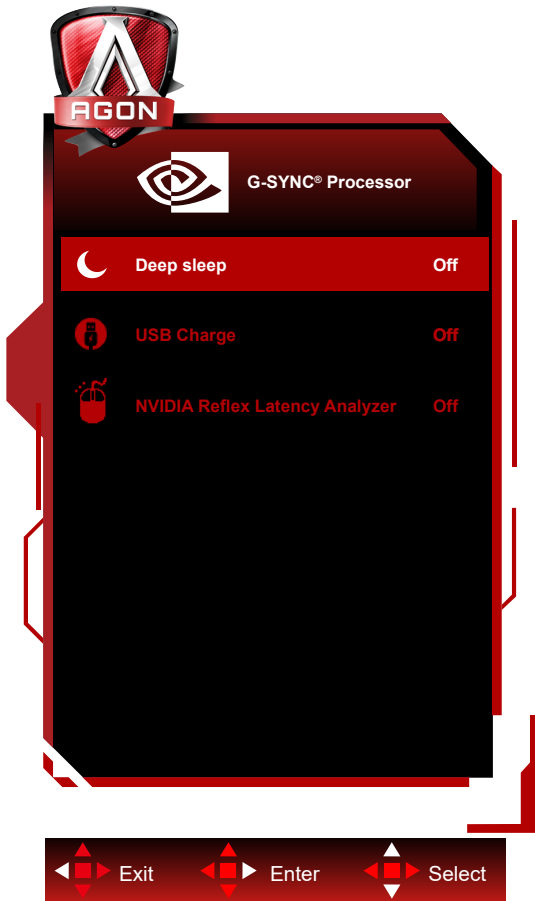 AGON
G-SYNC® Processor
Deep sleep Off
USB Charge Off
NVIDIA Reflex Latency Analyzer Off
Exit Enter Select